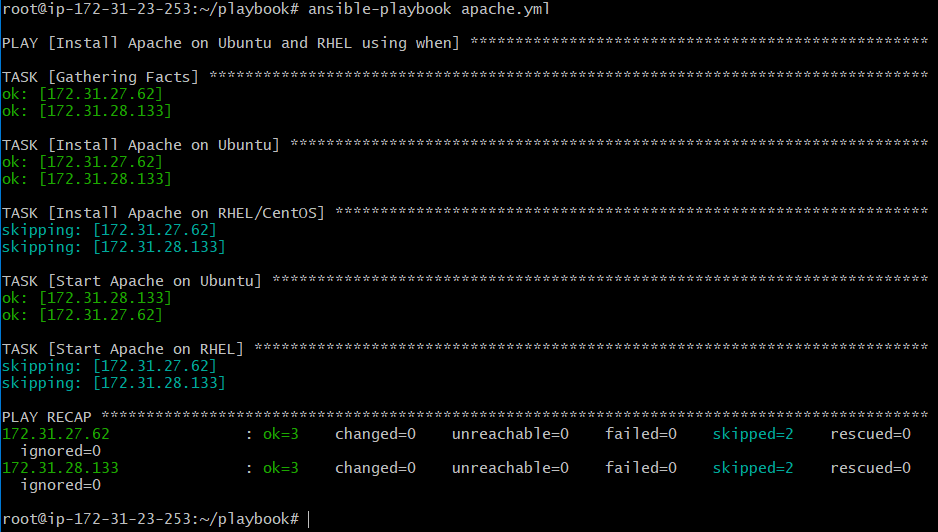 root@ip-172-31-23-253:~/playbook# ansible-playbook apache.yml
PLAY [Install Apache on Ubuntu and RHEL using when] ***************************************************
TASK [Gathering Facts] ********************************************************************************
ok: [172.31.27.62]
ok: [172.31.28.133]
TASK [Install Apache on Ubuntu] ***********************************************************************
ok: [172.31.27.62]
ok: [172.31.28.133]
TASK [Install Apache on RHEL/CentOS] ******************************************************************
skipping: [172.31.27.62]
skipping: [172.31.28.133]
TASK [Start Apache on Ubuntu] *************************************************************************
ok: [172.31.28.133]
ok: [172.31.27.62]
TASK [Start Apache on RHEL] ***************************************************************************
skipping: [172.31.27.62]
skipping: [172.31.28.133]
PLAY RECAP ********************************************************************************************
172.31.27.62               : ok=3    changed=0    unreachable=0    failed=0    skipped=2    rescued=0
  ignored=0
172.31.28.133              : ok=3    changed=0    unreachable=0    failed=0    skipped=2    rescued=0
  ignored=0
root@ip-172-31-23-253:~/playbook#